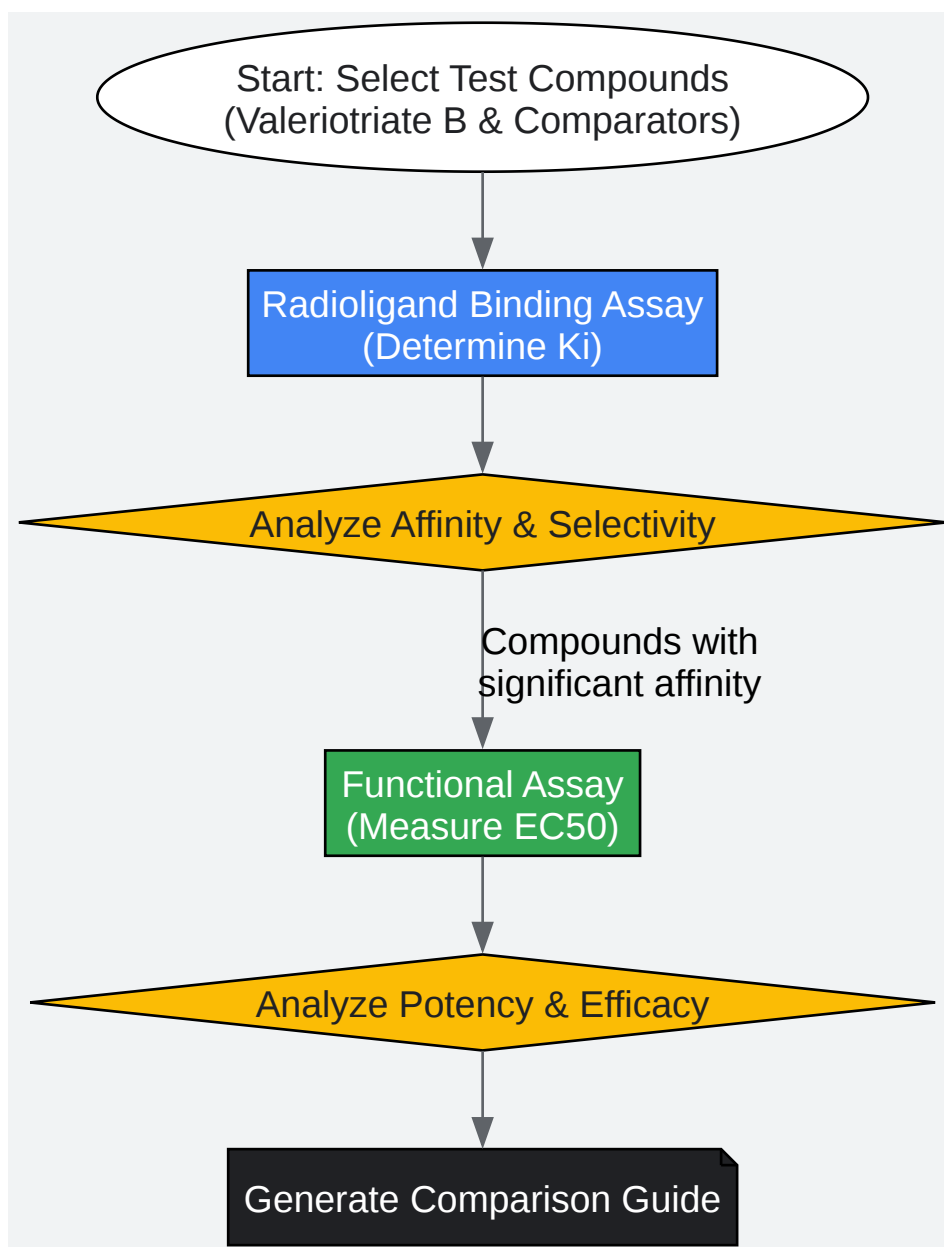 Start: Select Test Compounds
(Valeriotriate B & Comparators)
Radioligand Binding Assay
(Determine Ki)
Analyze Affinity & Selectivity
Compounds with
significant affinity
Functional Assay
(Measure EC50)
Analyze Potency & Efficacy
Generate Comparison Guide